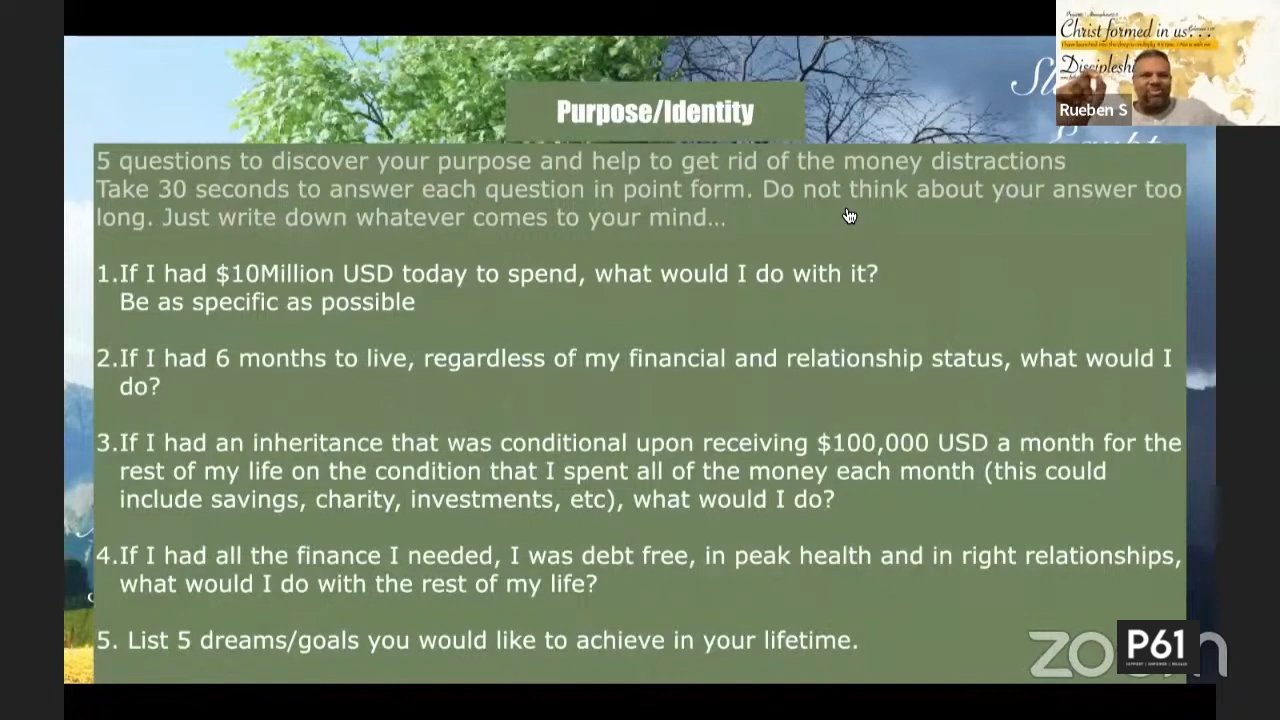 Purpose/Identity
5 questions to discover your purpose and help to get rid of the money distractions
Take 30 seconds to answer each question in point form. Do not think about your answer too
long. Just write down whatever comes to your mind...
1.If I had $10Million USD today to spend, what would I do with it?
Be as specific as possible
2.If I had 6 months to live, regardless of my financial and relationship status, what would I
do?
3.If I had an inheritance that was conditional upon receiving $100,000 USD a month for the
rest of my life on the condition that I spent all of the money each month (this could
include savings, charity, investments, etc), what would I do?
4.If I had all the finance I needed, I was debt free, in peak health and in right relationships,
what would I do with the rest of my life?
5. List 5 dreams/goals you would like to achieve in your lifetime.
Christ formed in us...
Rueben S
zoom
P61